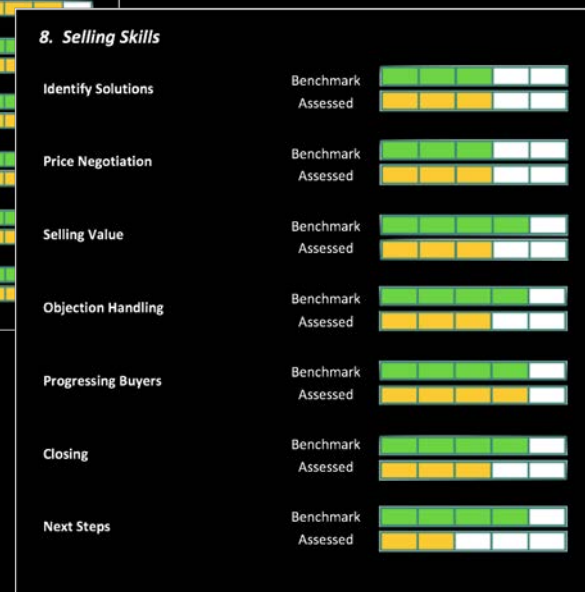 8. Selling Skills
Identify Solutions
Benchmark
Assessed
Price Negotiation
Benchmark
Assessed
Selling Value
Benchmark
Assessed
Objection Handling
Benchmark
Assessed
Progressing Buyers
Benchmark
Assessed
Closing
Benchmark
Assessed
Next Steps
Benchmark
Assessed